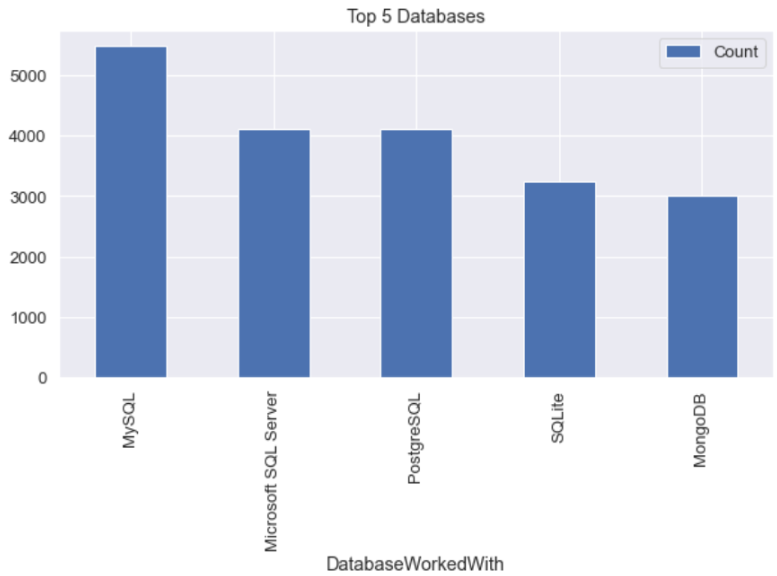 Top 5 Databases
Count
5000
4000
3000
2000
1000
0
MySQL
Microsoft SQL Server
PostgreSQL
SQLite
MongoDB
DatabaseWorkedWith